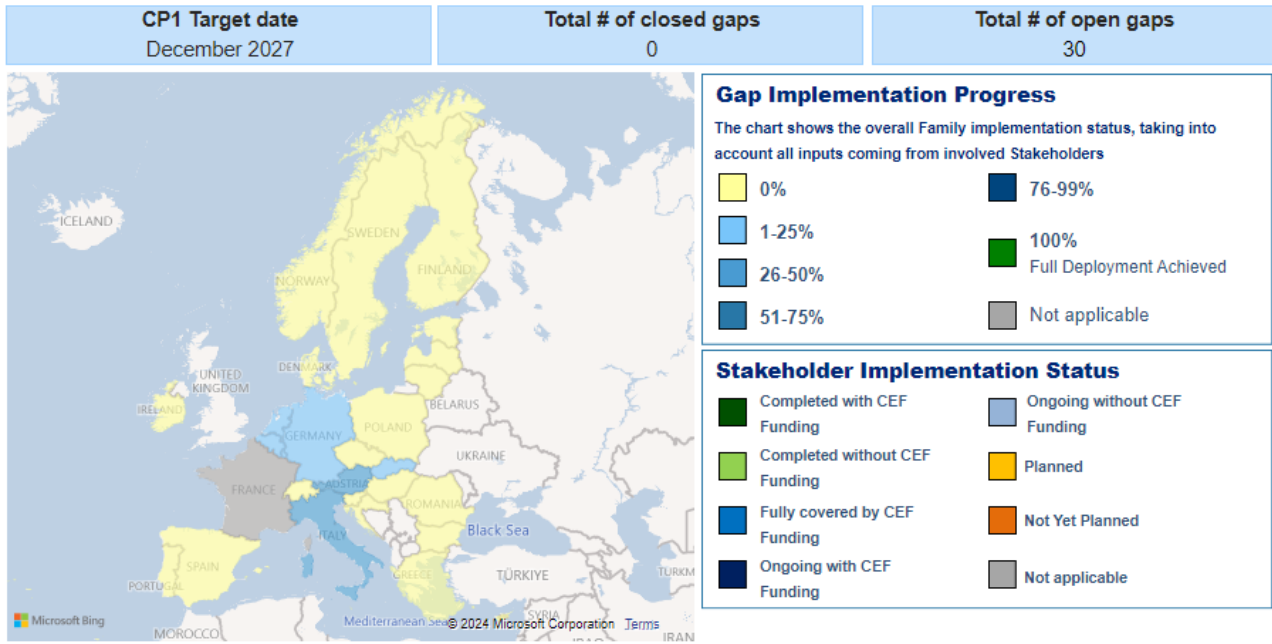 CP1 Target date
December 2027
Total # of closed gaps
0
Total # of open gaps
30
ICELAND
SWEDEN
FINLAND
NORWAY
DENMARK
UNITED
KINGDOM
IRELAND
BELARUS
POLAND
GERMANY
UKRAINE
FRANCE
AUSTRIA
ROMANIA
ITALY
Black Sea
SPAIN
PORTUGAL
GREECE
TÜRKIYE
TURKM
Mediterranean Sea
SYRIA
MOROCCO
IRAQ
IRAN
Microsoft Bing
© 2024 Microsoft Corporation Terms
Gap Implementation Progress
The chart shows the overall Family implementation status, taking into
account all inputs coming from involved Stakeholders
0%
1-25%
26-50%
51-75%
76-99%
100%
Full Deployment Achieved
Not applicable
Stakeholder Implementation Status
Completed with CEF
Funding
Completed without CEF
Funding
Fully covered by CEF
Funding
Ongoing with CEF
Funding
Ongoing without CEF
Funding
Planned
Not Yet Planned
Not applicable